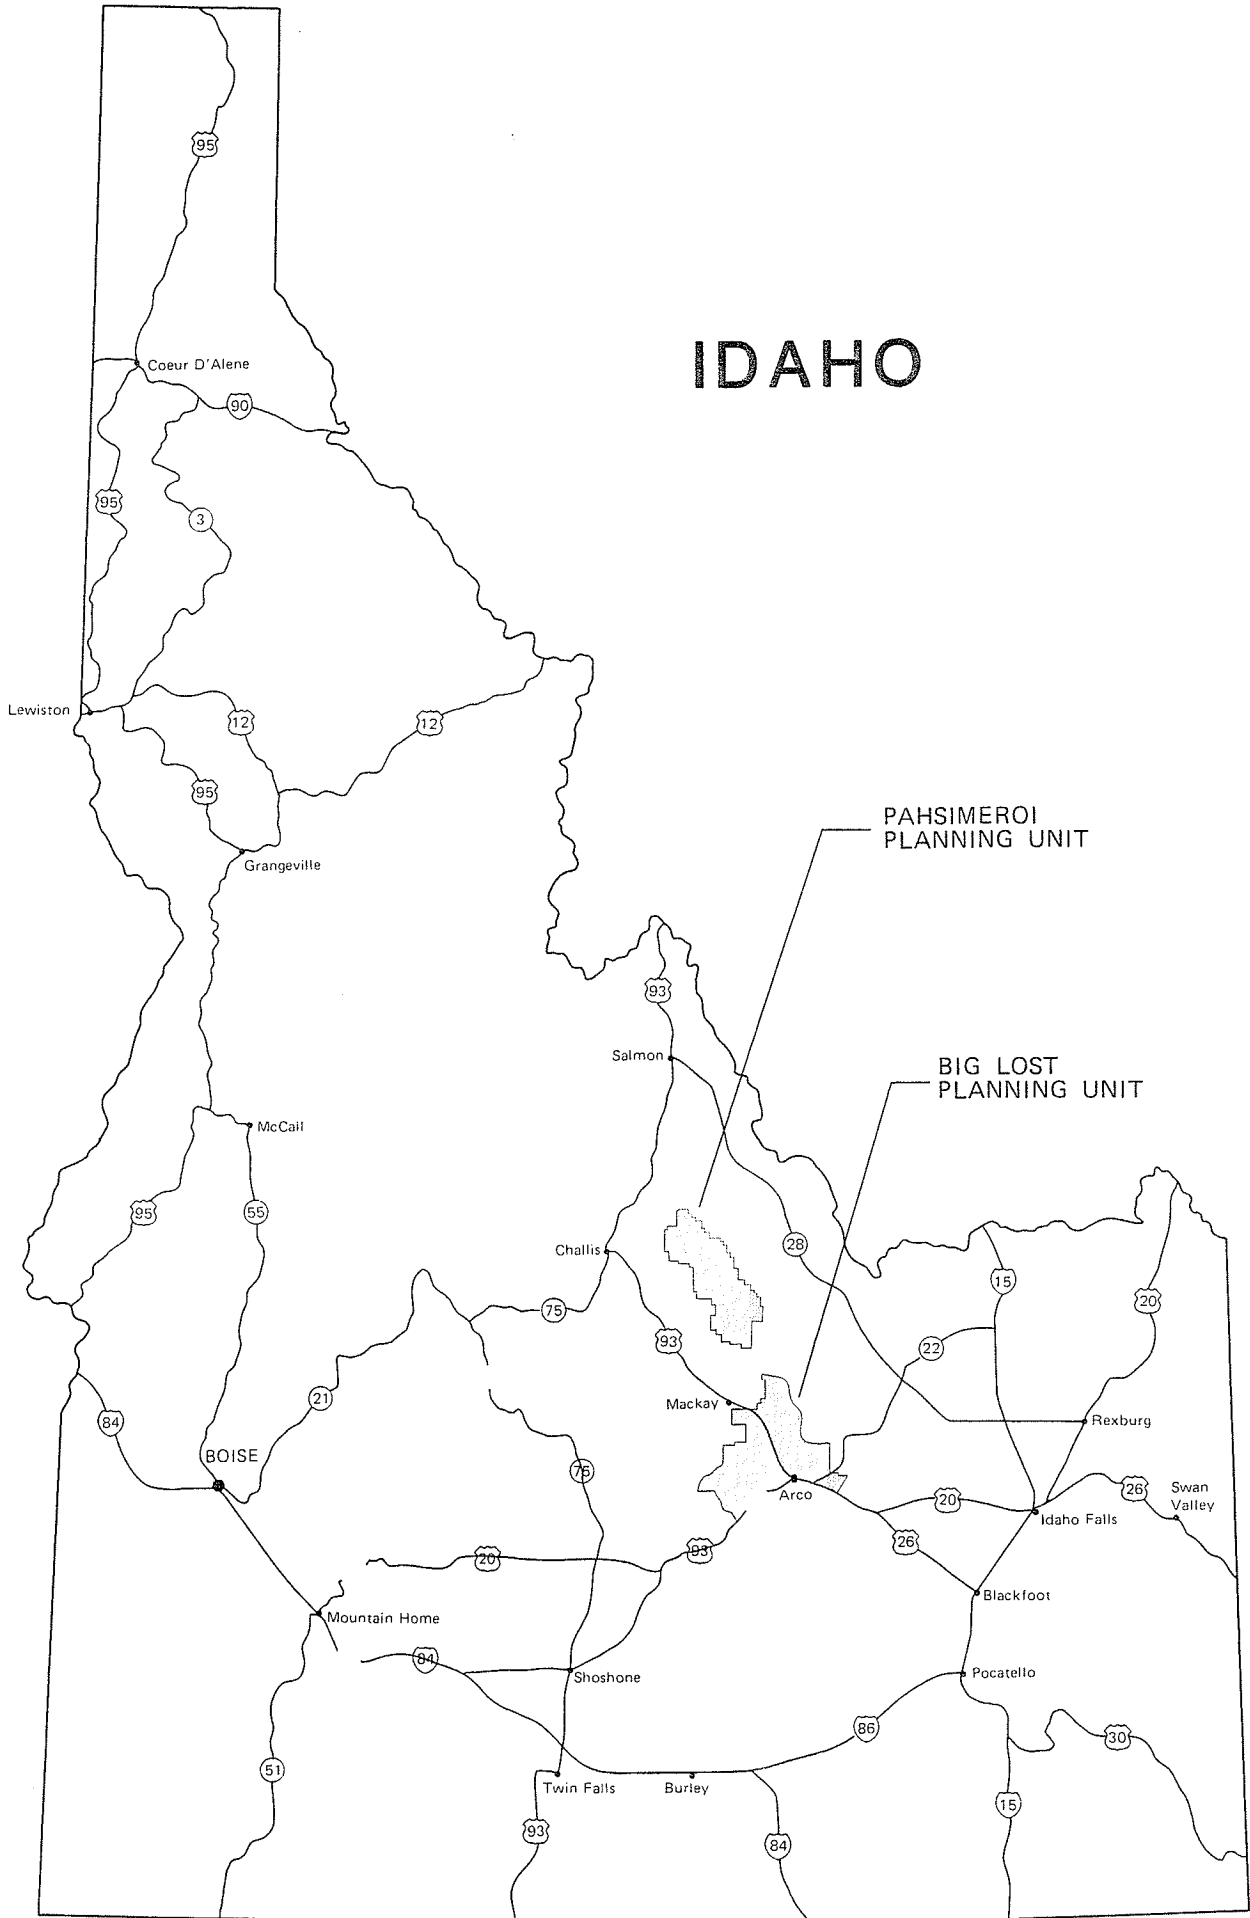 95
Coeur D'Alene
IDAHO
90
95
3
Lewiston
12
12
95
PAHSIMEROI
PLANNING UNIT
Grangeville
93
Salmon
BIG LOST
PLANNING UNIT
McCall
95
55
Challis
28
15
75
20
93
22
21
Mackay
84
Rexburg
BOISE
75
Arco
20
26
Swan
Valley
Idaho Falls
26
20
93
Blackfoot
Mountain Home
84
Shoshone
Pocatello
86
30
51
Twin Falls
Burley
15
93
84